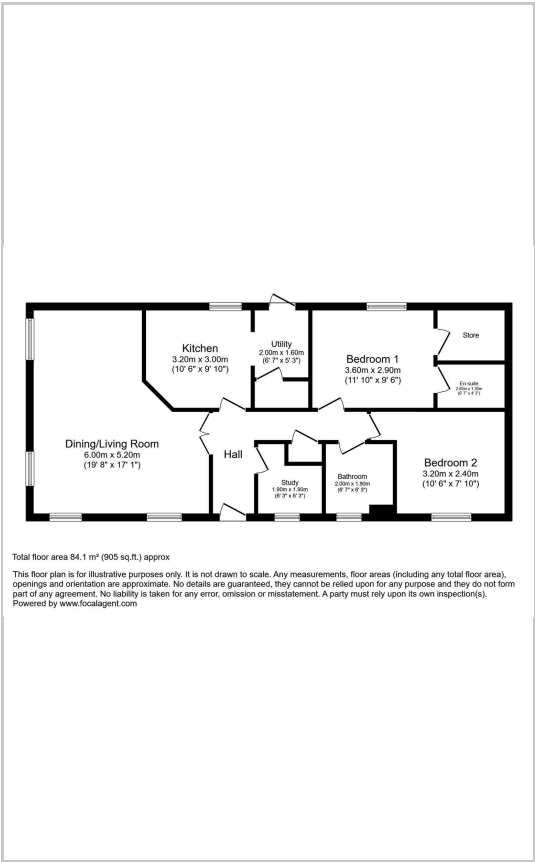 Kitchen
3.20m x 3.00m
(10' 6" x 9' 10")
Utility
2.00m x 1.60m
(6' 7" x 5' 3")
Bedroom 1
3.60m x 2.90m
(11' 10" x 9' 6")
Store
En-suite
2.00m x 1.30m
(6' 7" x 4' 3")
Dining/Living Room
6.00m x 5.20m
(19' 8" x 17' 1")
Hall
Study
1.90m x 1.90m
(6' 3" x 6' 3")
Bathroom
2.00m x 1.90m
(6' 7" x 6' 3")
Bedroom 2
3.20m x 2.40m
(10' 6" x 7' 10")
Total floor area 84.1 m² (905 sq.ft.) approx
This floor plan is for illustrative purposes only. It is not drawn to scale. Any measurements, floor areas (including any total floor area),
openings and orientation are approximate. No details are guaranteed, they cannot be relied upon for any purpose and they do not form
part of any agreement. No liability is taken for any error, omission or misstatement. A party must rely upon its own inspection(s).
Powered by www.focalagent.com